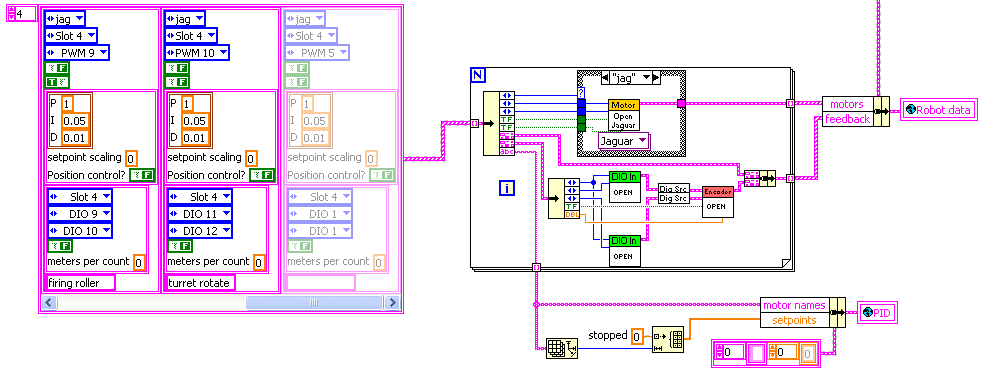 4
jag
Slot 4
PWM 9
F
T
P 1
I 0.05
D 0.01
setpoint scaling 0
Position control? F
Slot 4
DIO 9
DIO 10
F
meters per count 0
firing roller
jag
Slot 4
PWM 10
F
F
P 1
I 0.05
D 0.01
setpoint scaling 0
Position control? F
Slot 4
DIO 11
DIO 12
F
meters per count 0
turret rotate
jag
Slot 4
PWM 5
F
F
P 1
I 0.05
D 0.01
setpoint scaling 0
Position control? F
Slot 4
DIO 1
DIO 1
F
meters per count 0
N
"jag"
?
Motor
Open
Jaguar
Jaguar
TF
TF
abc
i
TF
DBL
DIO In
OPEN
DIO In
OPEN
Dig Src
Dig Src
Encoder
OPEN
motors
feedback
Robot data
motor names
setpoints
PID
stopped 0
0
0
0